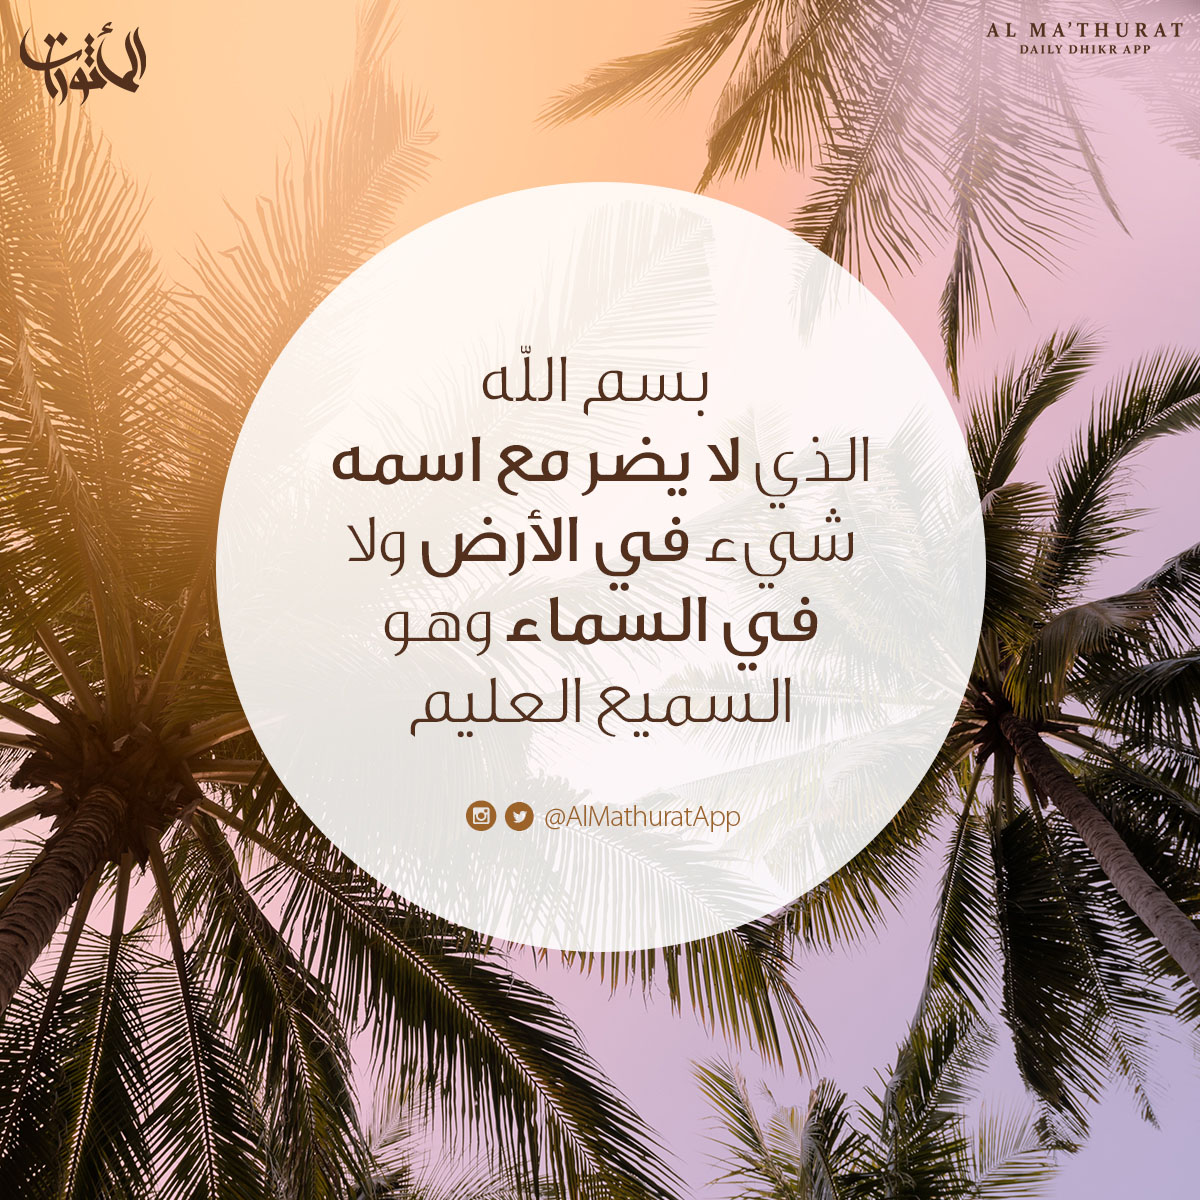 المأثورات
AL MA'THURAT
DAILY DHIKR APP
بسم اللّه
الذي لا يضر مع اسمه
شيء في الأرض ولا
في السماء وهو
السميع العليم
@AlMathuratApp